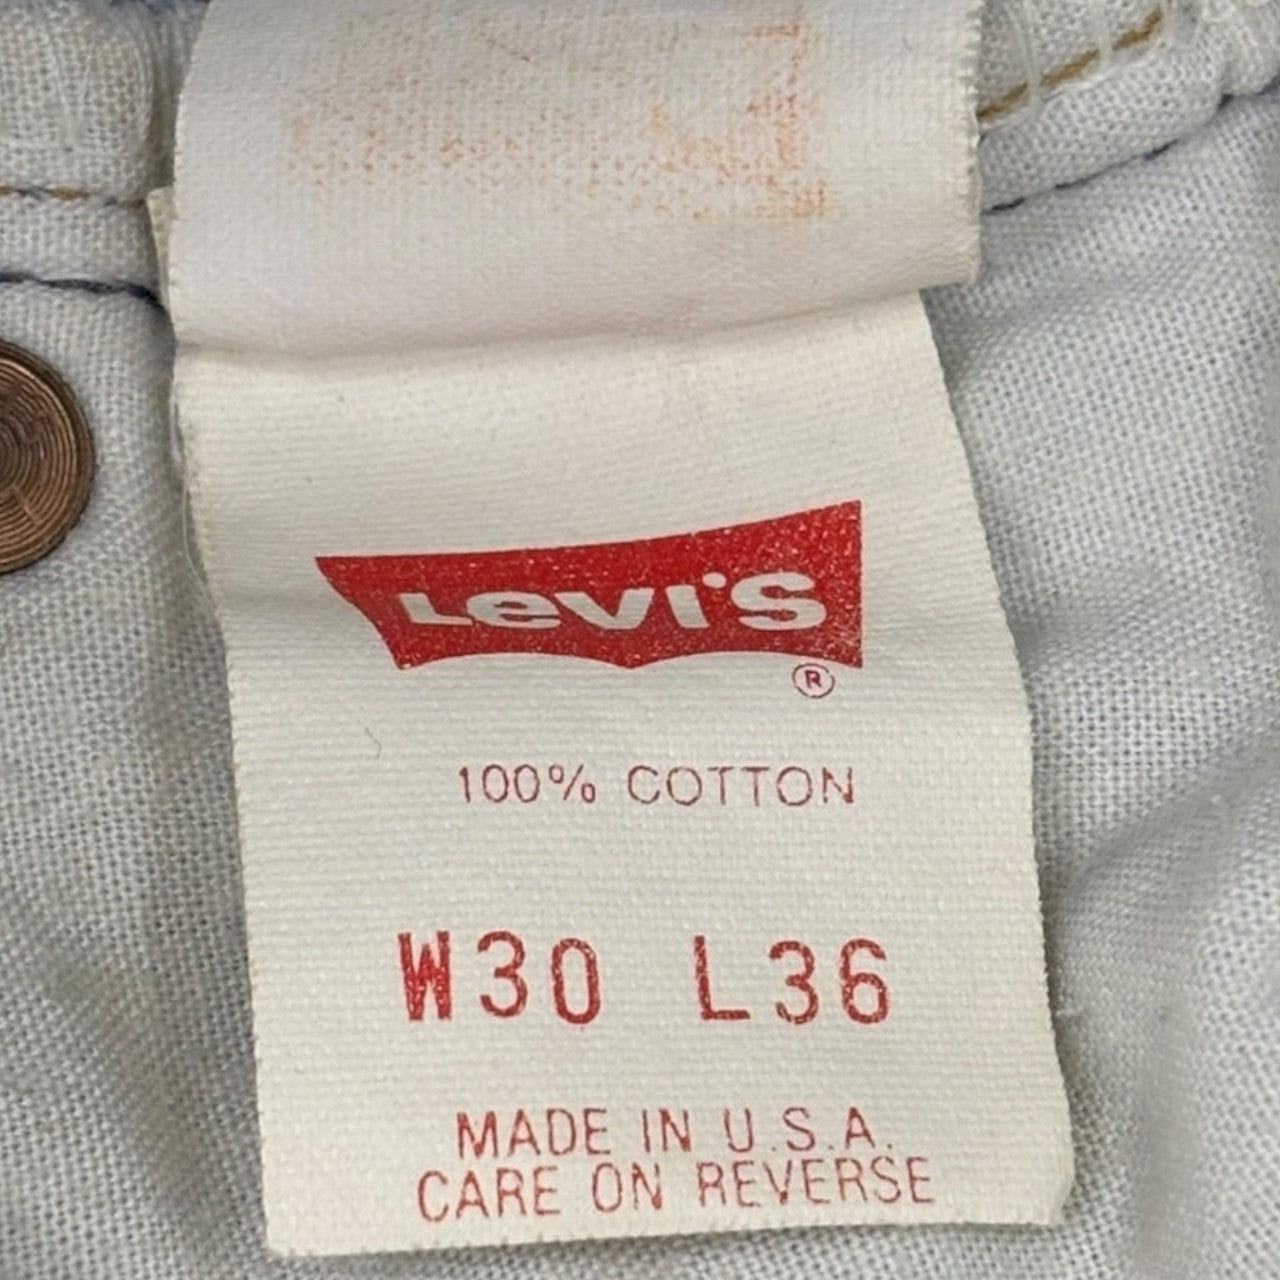 LeVI'S
®
100% COTTON
W30 L36
MADE IN U.S.A.
CARE ON REVERSE